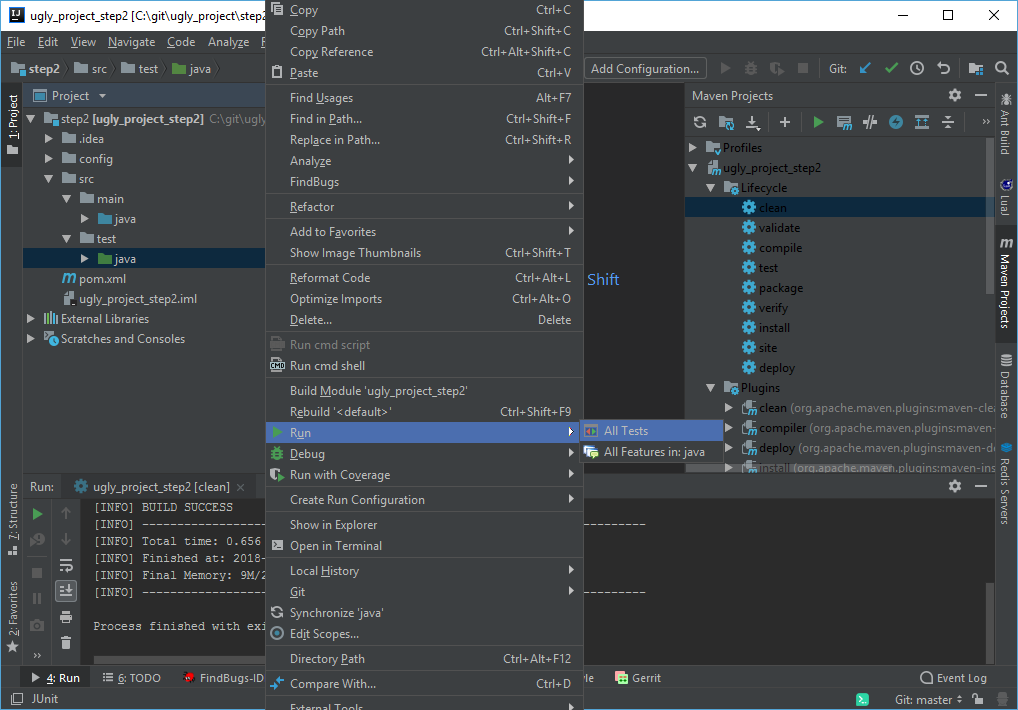 ugly_project_step2 [C:\git\ugly_project\step2
File Edit View Navigate Code Analyze
step2 src test java
Add Configuration...
Git:
1: Project
Project
step2 [ugly_project_step2] C:\git\ugly
.idea
config
src
main
java
test
java
pom.xml
ugly_project_step2.iml
External Libraries
Scratches and Consoles
Copy Ctrl+C
Copy Path Ctrl+Shift+C
Copy Reference Ctrl+Alt+Shift+C
Paste Ctrl+V
Find Usages Alt+F7
Find in Path... Ctrl+Shift+F
Replace in Path... Ctrl+Shift+R
Analyze
FindBugs
Refactor
Add to Favorites
Show Image Thumbnails Ctrl+Shift+T
Reformat Code Ctrl+Alt+L
Optimize Imports Ctrl+Alt+O
Delete... Delete
Run cmd script
CMD
Run cmd shell
Build Module 'ugly_project_step2'
Rebuild '<default>' Ctrl+Shift+F9
Run
Debug
Run with Coverage
Create Run Configuration
Show in Explorer
Open in Terminal
Local History
Git
Synchronize 'java'
Edit Scopes...
Directory Path Ctrl+Alt+F12
Compare With... Ctrl+D
External Tools
All Tests
All Features in: java
Shift
Maven Projects
Profiles
ugly_project_step2
Lifecycle
clean
validate
compile
test
package
verify
install
site
deploy
Plugins
clean (org.apache.maven.plugins:maven-clea
compiler (org.apache.maven.plugins:maven-c
deploy (org.apache.maven.plugins:maven-de
install (org.apache.maven.plugins:maven-ins
Ant Build
LuaJ
Maven Projects
Database
Redis Servers
7: Structure
2: Favorites
Run: ugly_project_step2 [clean]
[INFO] BUILD SUCCESS
[INFO] ------------------------------------------------------------------------
[INFO] Total time: 0.656
[INFO] Finished at: 2018-
[INFO] Final Memory: 9M/2
[INFO] ------------------------------------------------------------------------
Process finished with exi
4: Run 6: TODO FindBugs-ID
le Gerrit Event Log
JUnit
Git: master